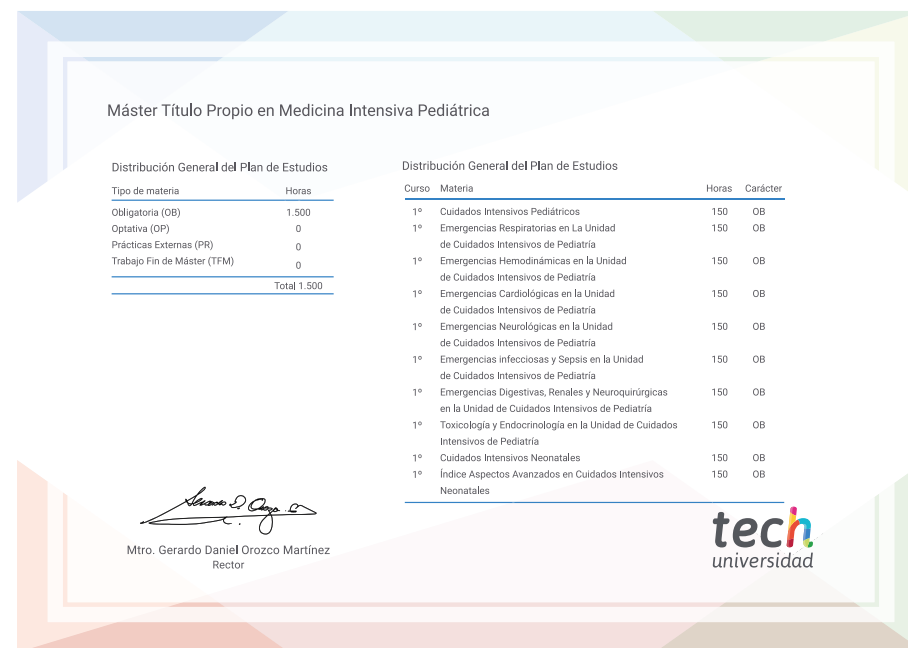 Máster Título Propio en Medicina Intensiva Pediátrica
Distribución General del Plan de Estudios
Tipo de materia Horas
Obligatoria (OB) 1.500
Optativa (OP) 0
Prácticas Externas (PR) 0
Trabajo Fin de Máster (TFM) 0
Total 1.500
Distribución General del Plan de Estudios
Curso Materia Horas Carácter
1º Cuidados Intensivos Pediátricos 150 OB
1º Emergencias Respiratorias en La Unidad 150 OB
de Cuidados Intensivos de Pediatría
1º Emergencias Hemodinámicas en la Unidad 150 OB
de Cuidados Intensivos de Pediatría
1º Emergencias Cardiológicas en la Unidad 150 OB
de Cuidados Intensivos de Pediatría
1º Emergencias Neurológicas en la Unidad 150 OB
de Cuidados Intensivos de Pediatría
1º Emergencias infecciosas y Sepsis en la Unidad 150 OB
de Cuidados Intensivos de Pediatría
1º Emergencias Digestivas, Renales y Neuroquirúrgicas 150 OB
en la Unidad de Cuidados Intensivos de Pediatría
1º Toxicología y Endocrinología en la Unidad de Cuidados 150 OB
Intensivos de Pediatría
1º Cuidados Intensivos Neonatales 150 OB
1º Índice Aspectos Avanzados en Cuidados Intensivos 150 OB
Neonatales
Mtro. Gerardo Daniel Orozco Martínez
Rector
tech
universidad